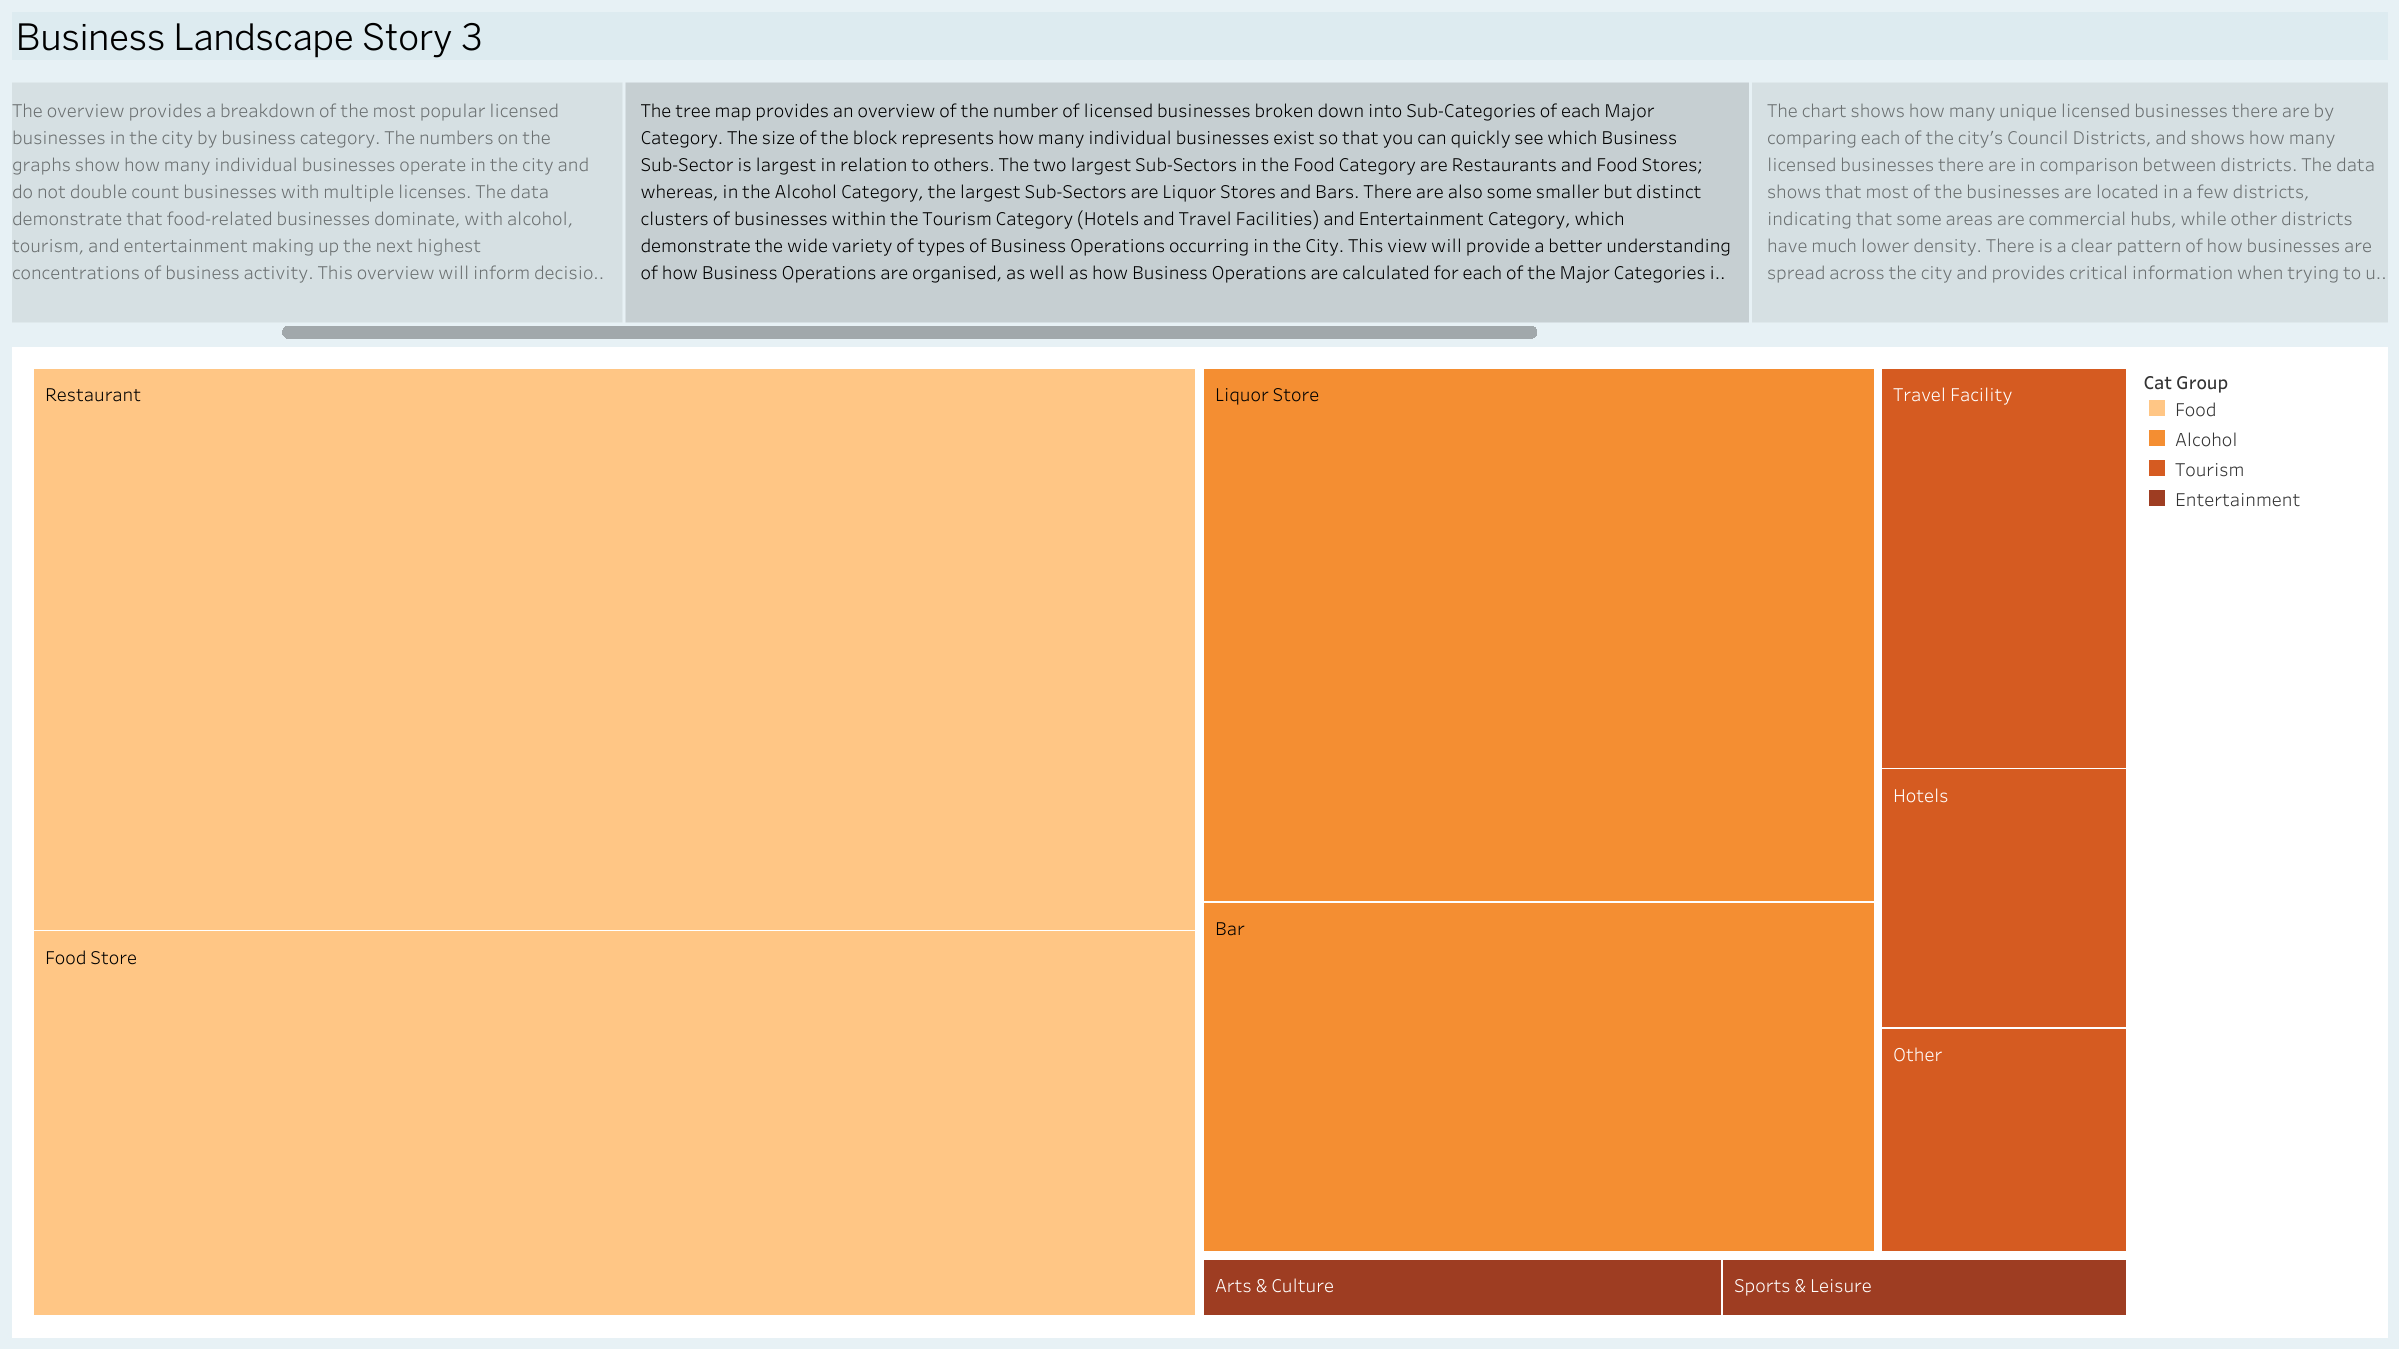 Business Landscape Story 3
The overview provides a breakdown of the most popular licensed
businesses in the city by business category. The numbers on the
graphs show how many individual businesses operate in the city and
do not double count businesses with multiple licenses. The data
demonstrate that food-related businesses dominate, with alcohol,
tourism, and entertainment making up the next highest
concentrations of business activity. This overview will inform decisio..
The tree map provides an overview of the number of licensed businesses broken down into Sub-Categories of each Major
Category. The size of the block represents how many individual businesses exist so that you can quickly see which Business
Sub-Sector is largest in relation to others. The two largest Sub-Sectors in the Food Category are Restaurants and Food Stores;
whereas, in the Alcohol Category, the largest Sub-Sectors are Liquor Stores and Bars. There are also some smaller but distinct
clusters of businesses within the Tourism Category (Hotels and Travel Facilities) and Entertainment Category, which
demonstrate the wide variety of types of Business Operations occurring in the City. This view will provide a better understanding
of how Business Operations are organised, as well as how Business Operations are calculated for each of the Major Categories i..
The chart shows how many unique licensed businesses there are by
comparing each of the city’s Council Districts, and shows how many
licensed businesses there are in comparison between districts. The data
shows that most of the businesses are located in a few districts,
indicating that some areas are commercial hubs, while other districts
have much lower density. There is a clear pattern of how businesses are
spread across the city and provides critical information when trying to u..
Restaurant
Food Store
Liquor Store
Bar
Travel Facility
Hotels
Other
Arts & Culture
Sports & Leisure
Cat Group
Food
Alcohol
Tourism
Entertainment